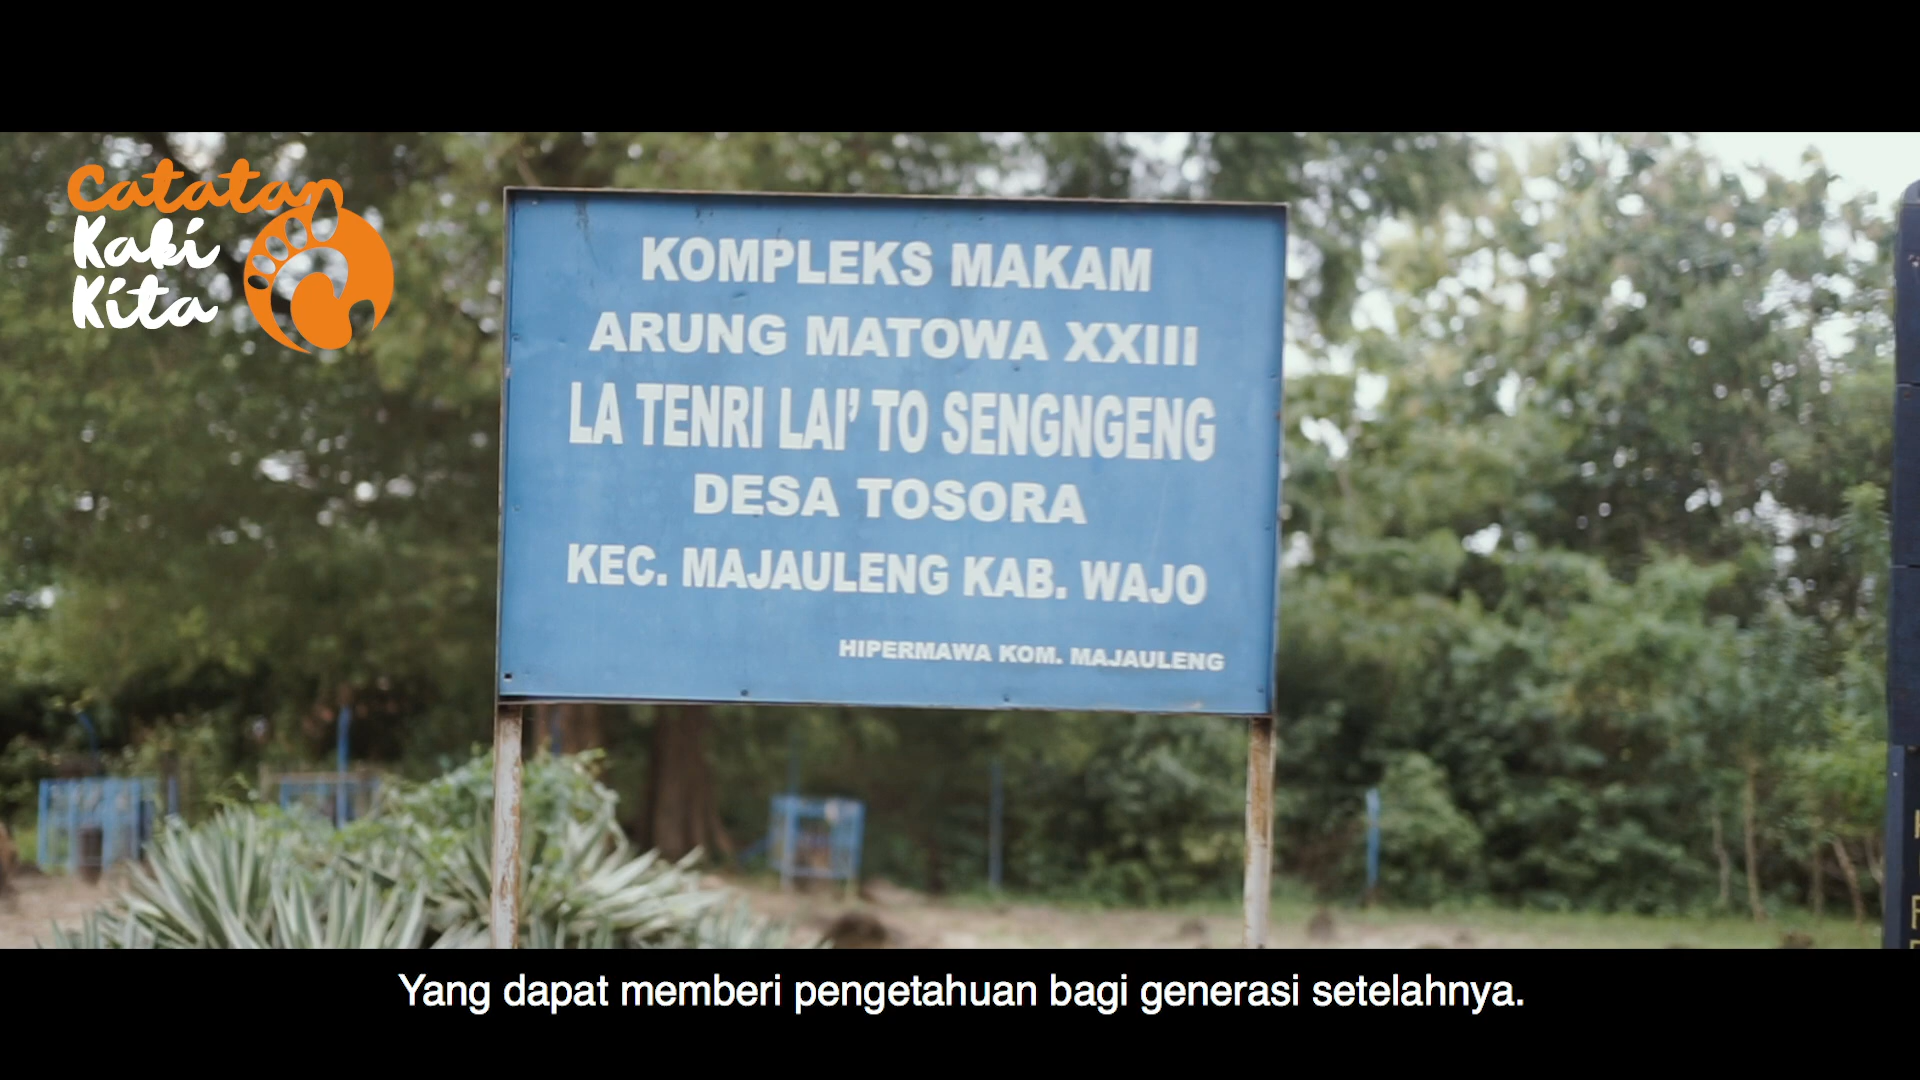 Catatan
Kaki
Kita
KOMPLEKS MAKAM
ARUNG MATOWA XXIII
LA TENRI LAI' TO SENGNGENG
DESA TOSORA
KEC. MAJAULENG KAB. WAJO
HIPERMAWA KOM. MAJAULENG
Yang dapat memberi pengetahuan bagi generasi setelahnya.